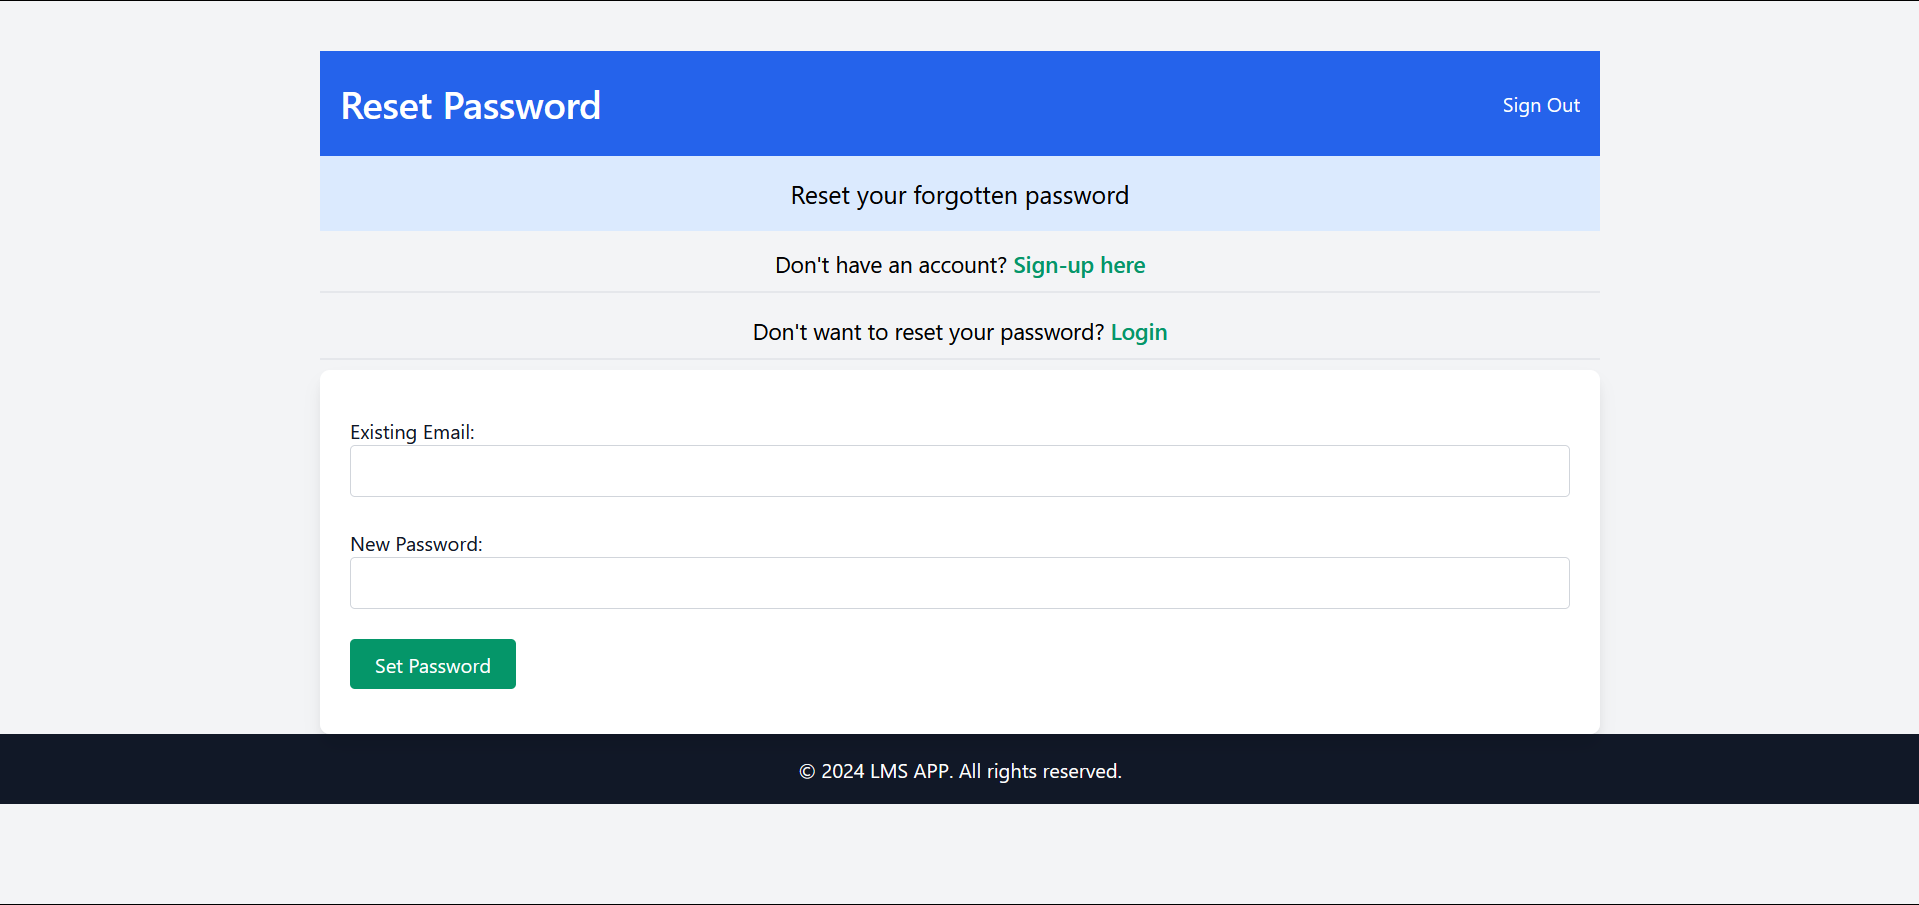 Reset Password
Sign Out
Reset your forgotten password
Don't have an account? Sign-up here
Don't want to reset your password? Login
Existing Email:
New Password:
Set Password
© 2024 LMS APP. All rights reserved.